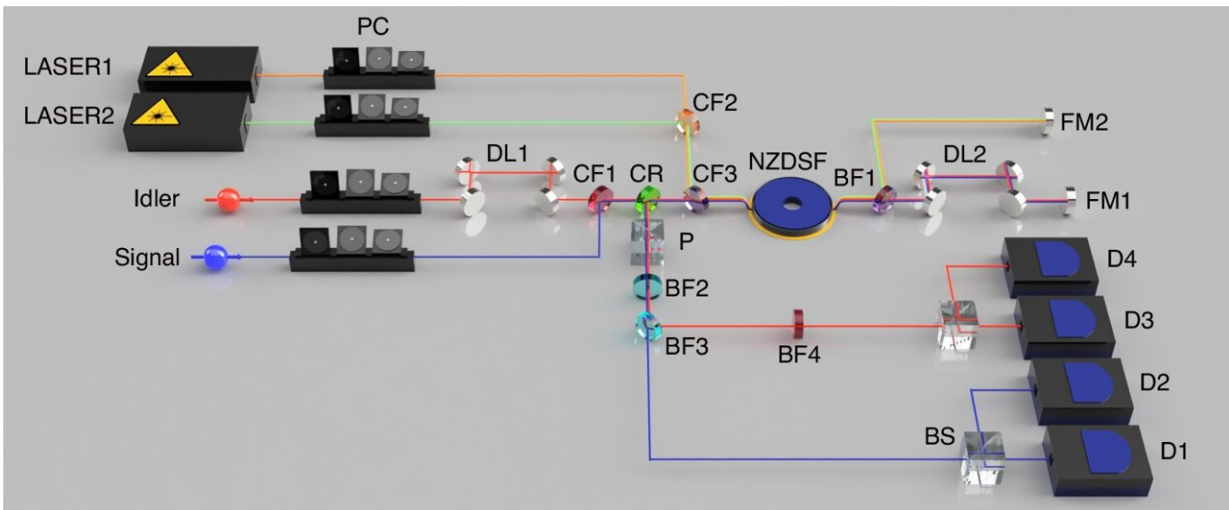 PC
LASER1
LASER2
CF2
FM2
DL1
CF1
CR
CF3
NZDSF
BF1
DL2
Idler
FM1
Signal
P
D4
BF2
BF3
BF4
D3
D2
BS
D1